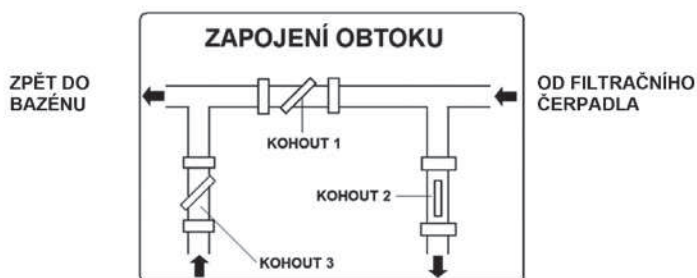 ZAPOJENÍ OBTOKU
ZPĚT DO
BAZÉNU
OD FILTRAČNÍHO
ČERPADLA
KOHOUT 1
KOHOUT 2
KOHOUT 3